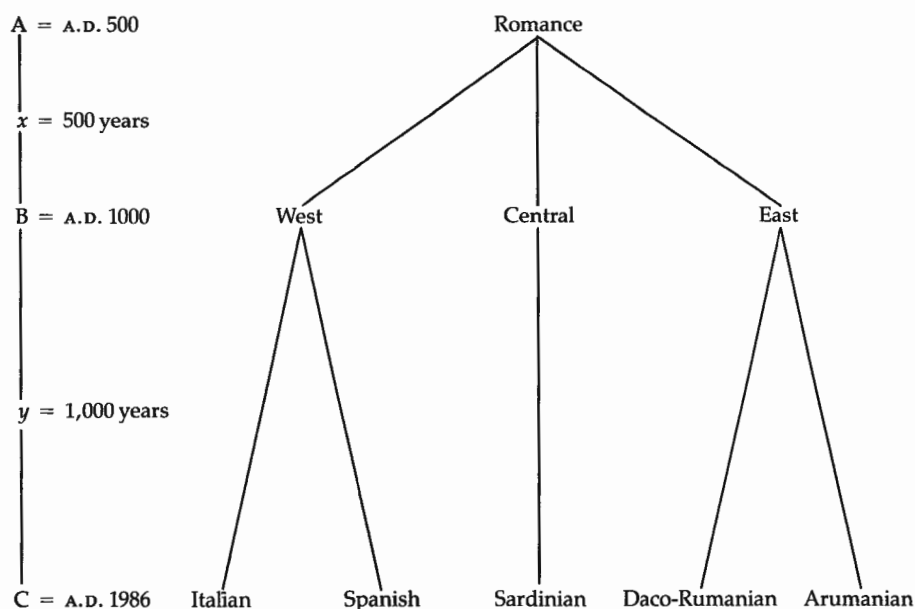 A = A.D. 500 Romance
x = 500 years
B = A.D. 1000 West Central East
y = 1,000 years
C = A.D. 1986 Italian Spanish Sardinian Daco-Rumanian Arumanian